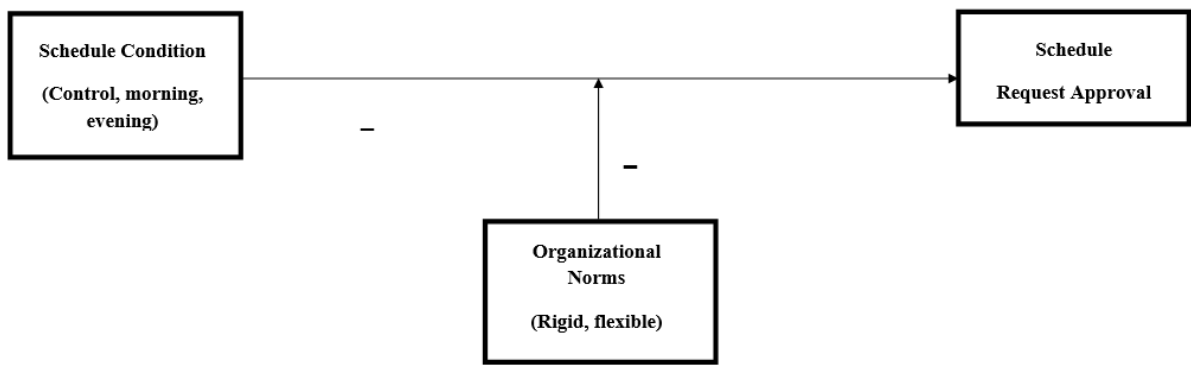 Schedule Condition
(Control, morning,
evening)
Schedule
Request Approval
–
–
Organizational
Norms
(Rigid, flexible)